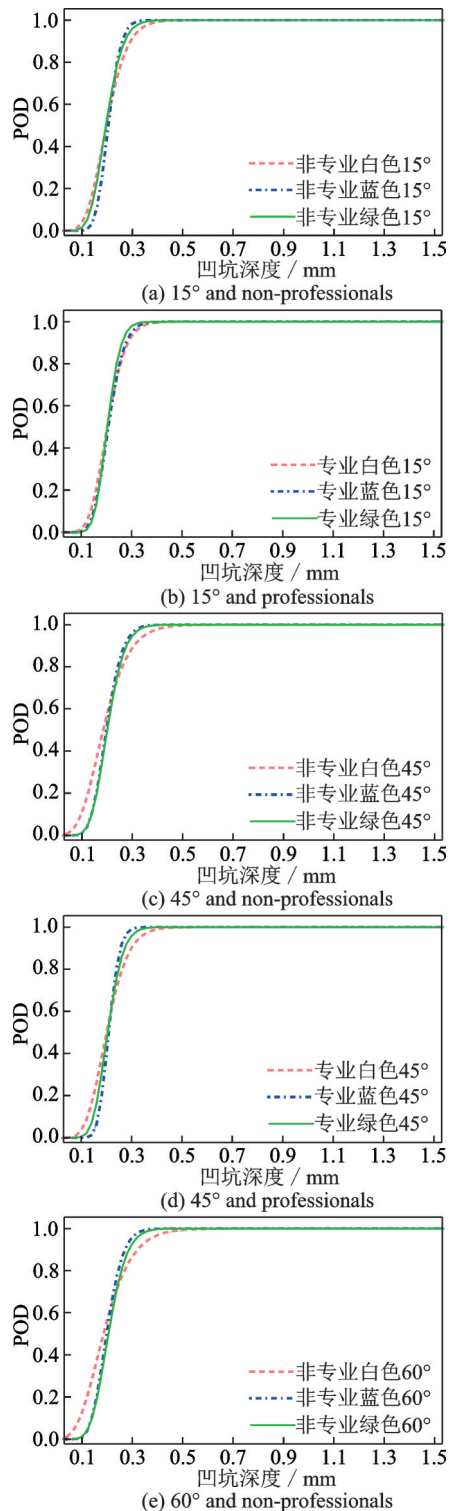 1.0
0.8
0.6
0.4
0.2
0.0
POD
非专业白色15°
非专业蓝色15°
非专业绿色15°
0.1 0.3 0.5 0.7 0.9 1.1 1.3 1.5
凹坑深度 / mm
(a) 15° and non-professionals
1.0
0.8
0.6
0.4
0.2
0.0
POD
专业白色15°
专业蓝色15°
专业绿色15°
0.1 0.3 0.5 0.7 0.9 1.1 1.3 1.5
凹坑深度 / mm
(b) 15° and professionals
1.0
0.8
0.6
0.4
0.2
0.0
POD
非专业白色45°
非专业蓝色45°
非专业绿色45°
0.1 0.3 0.5 0.7 0.9 1.1 1.3 1.5
凹坑深度 / mm
(c) 45° and non-professionals
1.0
0.8
0.6
0.4
0.2
0.0
POD
专业白色45°
专业蓝色45°
专业绿色45°
0.1 0.3 0.5 0.7 0.9 1.1 1.3 1.5
凹坑深度 / mm
(d) 45° and professionals
1.0
0.8
0.6
0.4
0.2
0.0
POD
非专业白色60°
非专业蓝色60°
非专业绿色60°
0.1 0.3 0.5 0.7 0.9 1.1 1.3 1.5
凹坑深度 / mm
(e) 60° and non-professionals